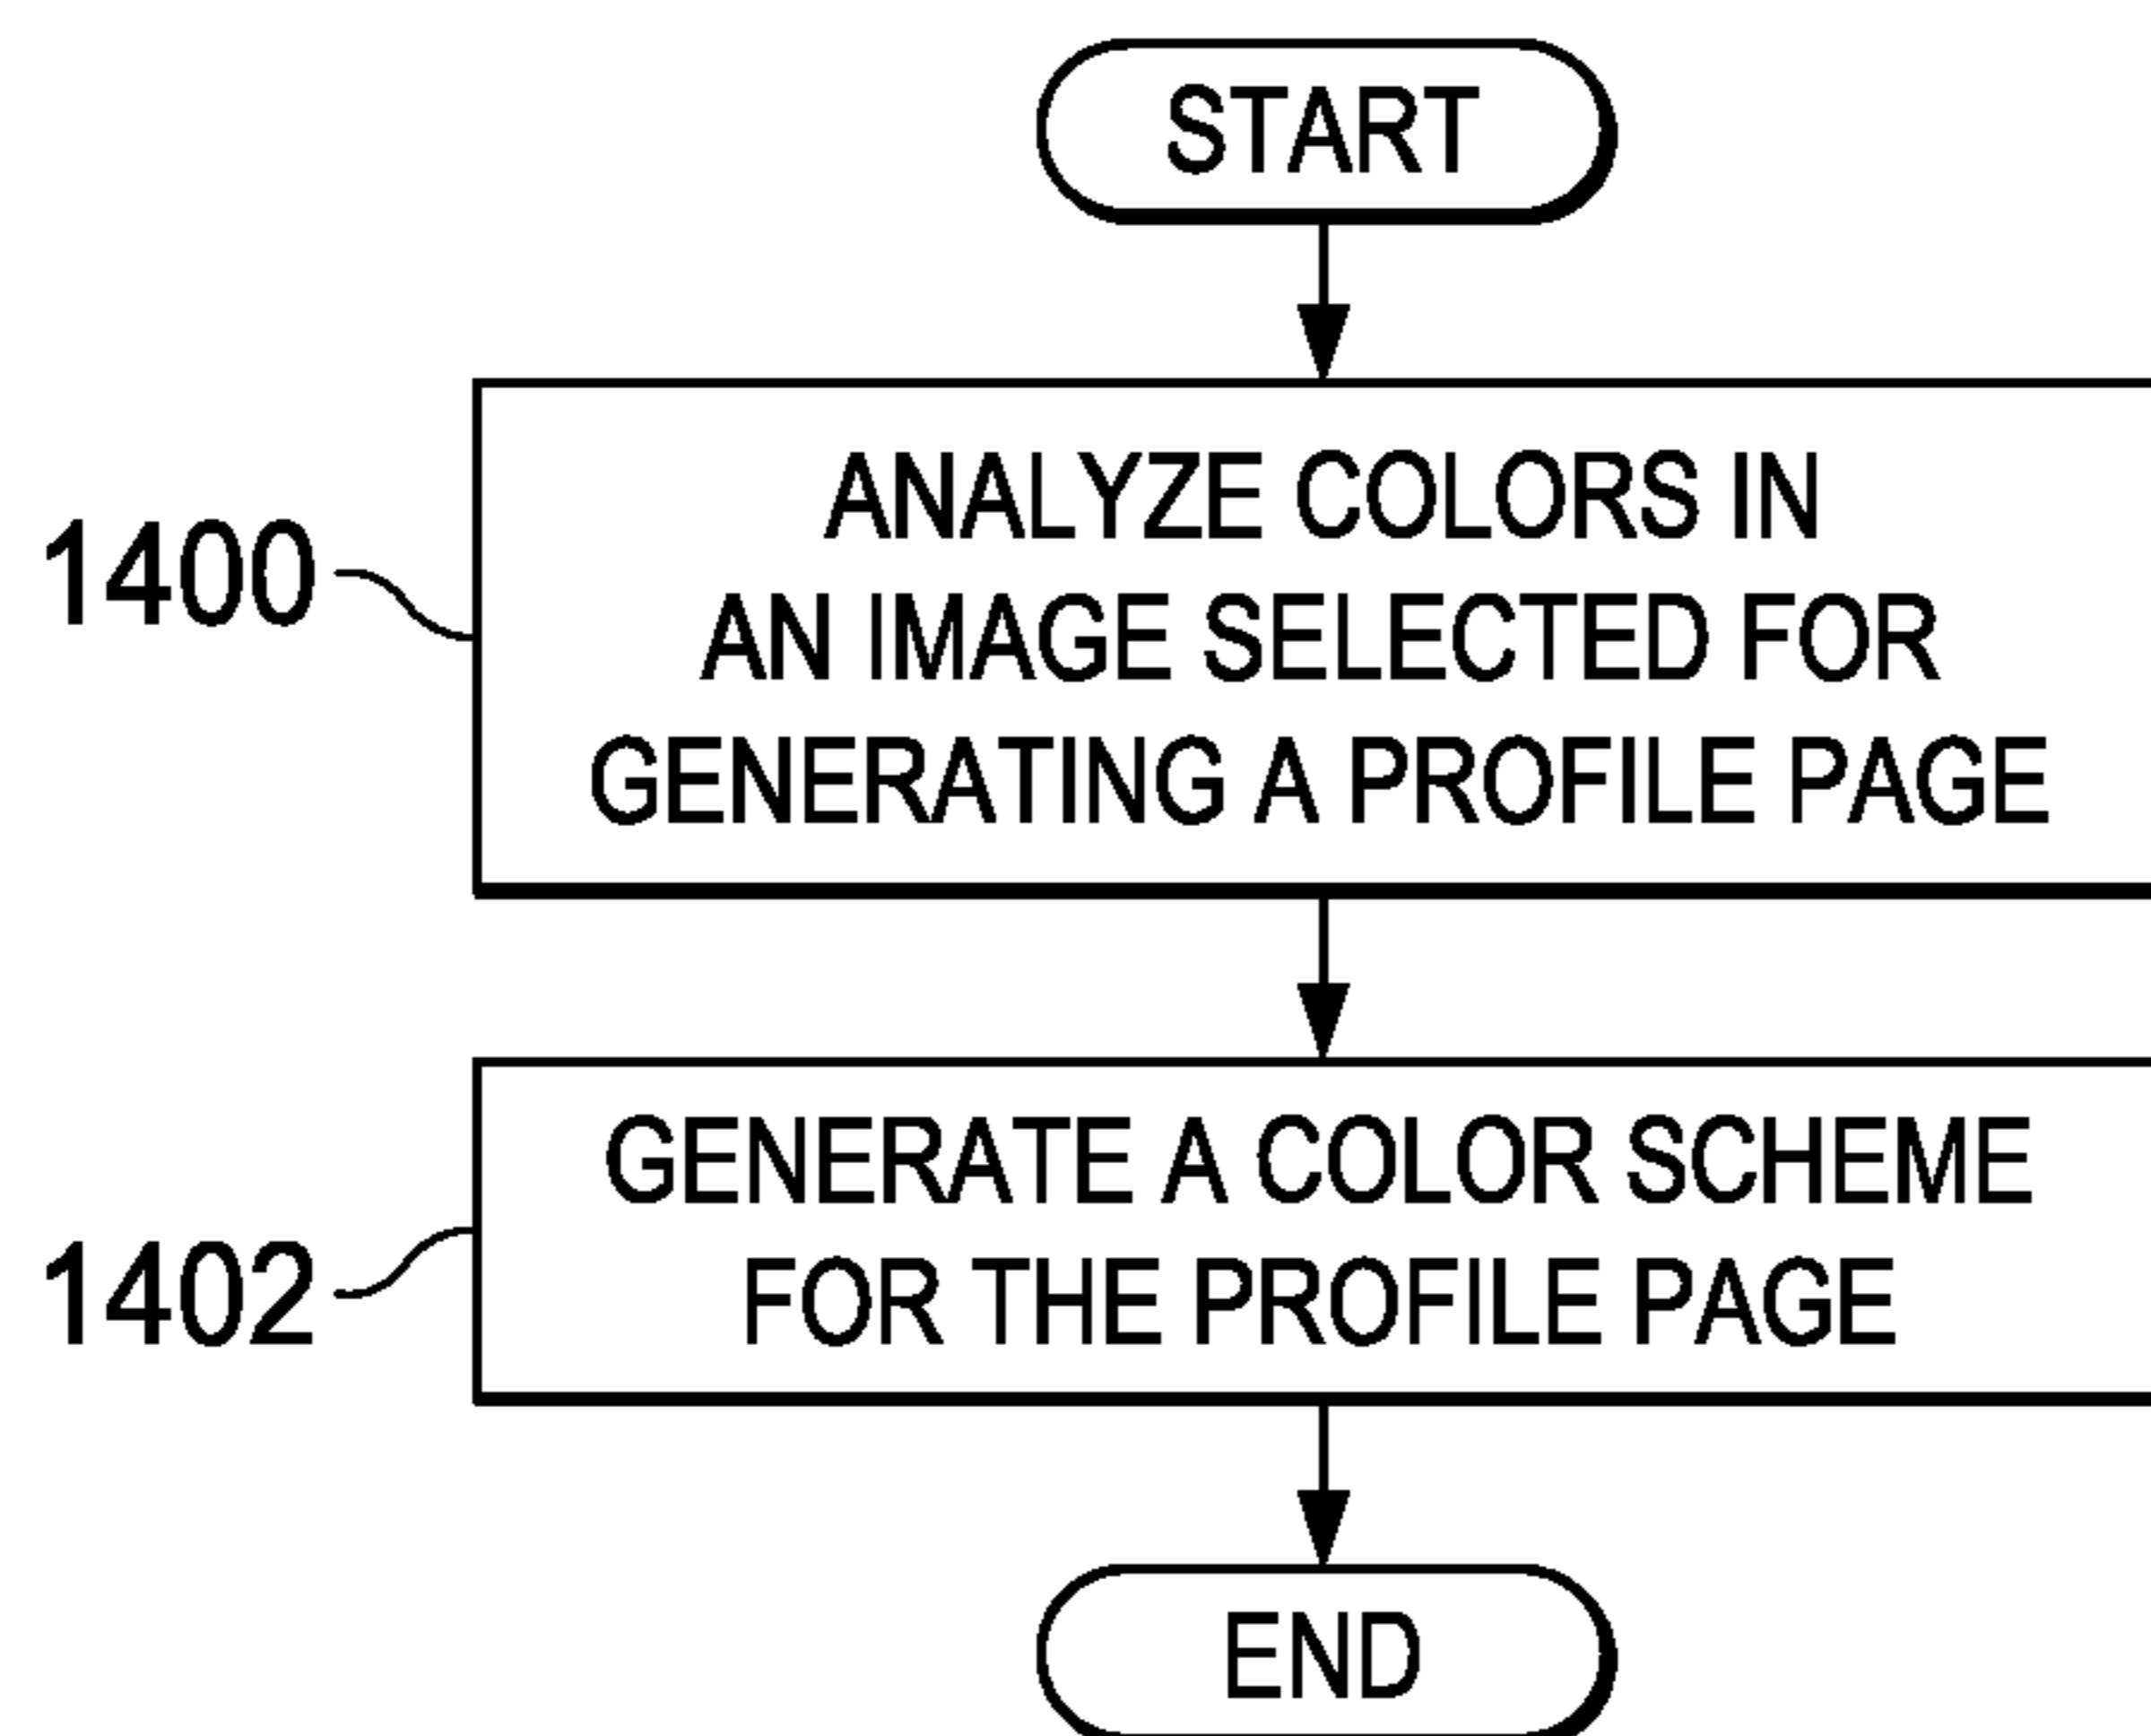 START
1400
ANALYZE COLORS IN
AN IMAGE SELECTED FOR
GENERATING A PROFILE PAGE
1402
GENERATE A COLOR SCHEME
FOR THE PROFILE PAGE
END